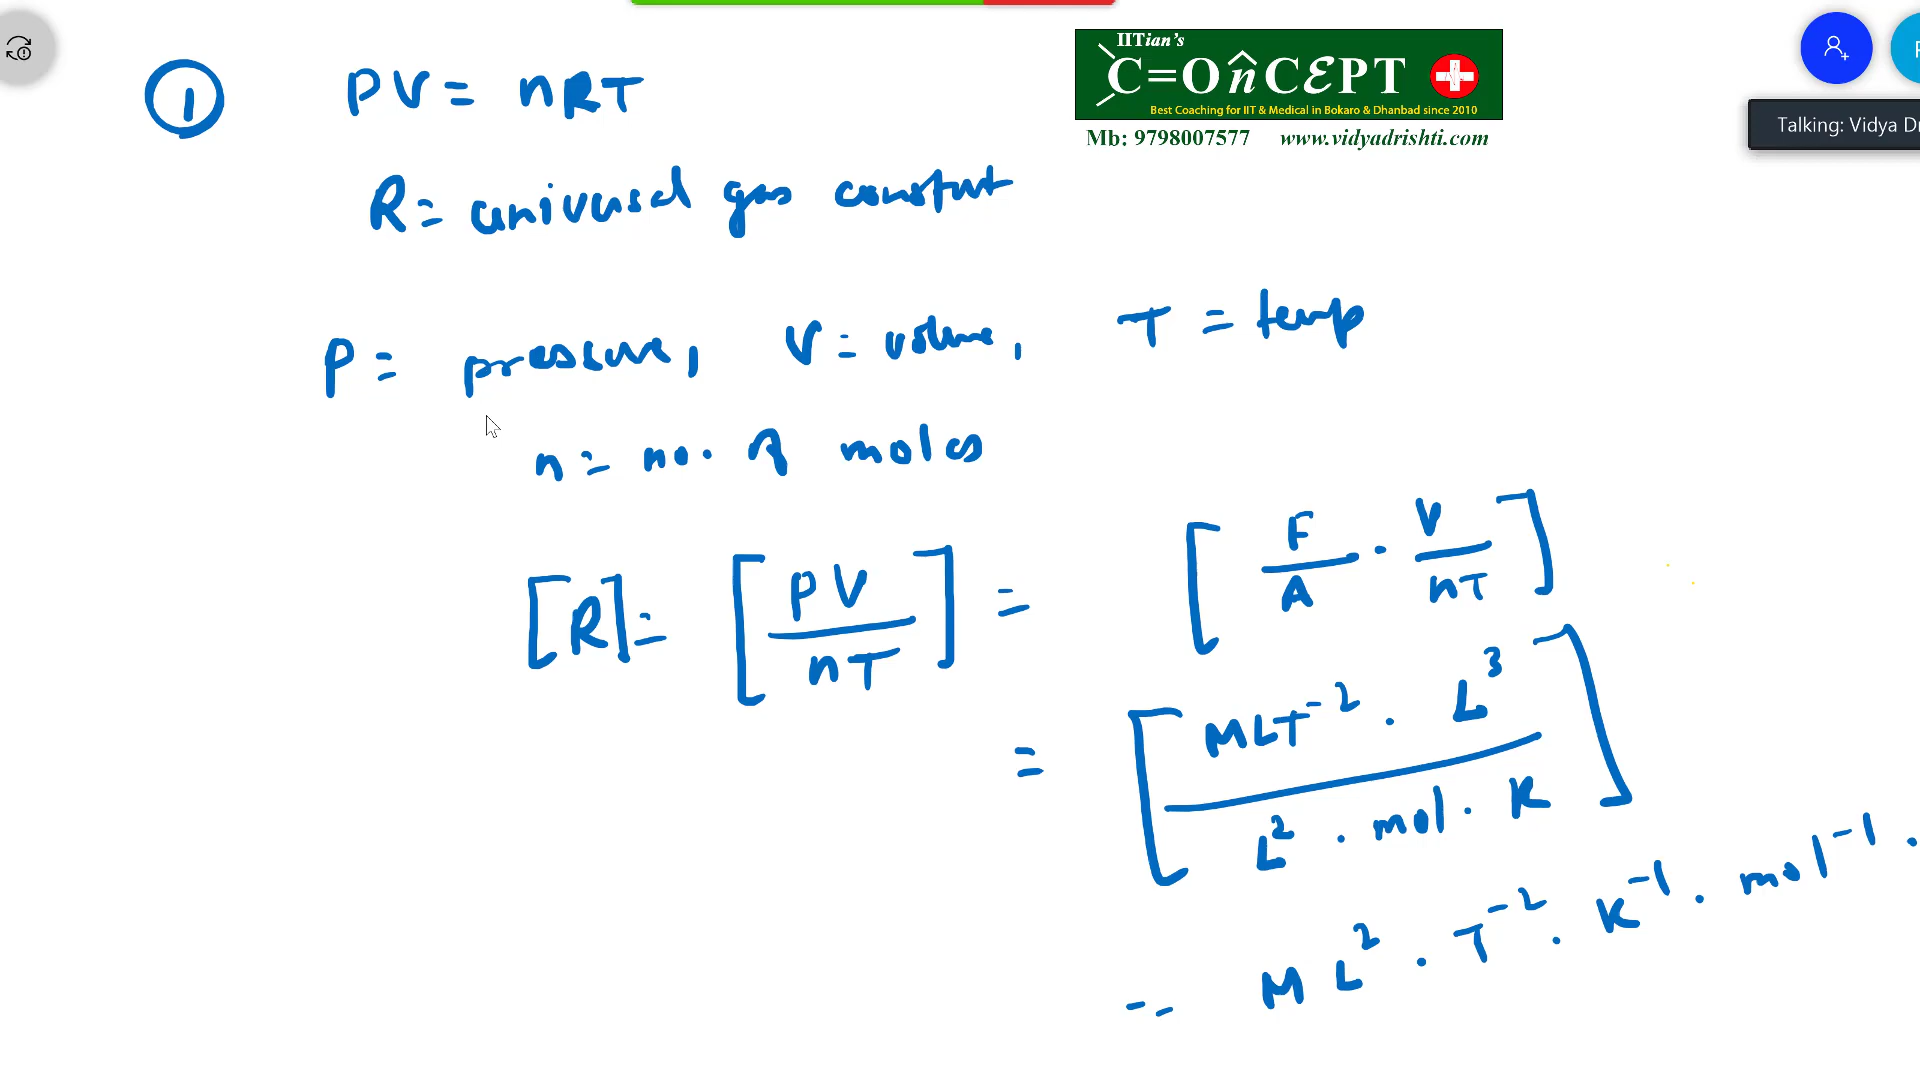 IITian's
C=On̂CƐPT
Best Coaching for IIT & Medical in Bokaro & Dhanbad since 2010
Mb: 9798007577 www.vidyadrishti.com
Talking: Vidya D
① PV = nRT
R = universal gas constant
P = pressure, V = volume, T = temp
n = no. of moles
[R] = [PV / nT] = [F/A · V/nT]
= [MLT⁻² · L³ / L² · mol · K]
= ML² · T⁻² · K⁻¹ · mol⁻¹ .